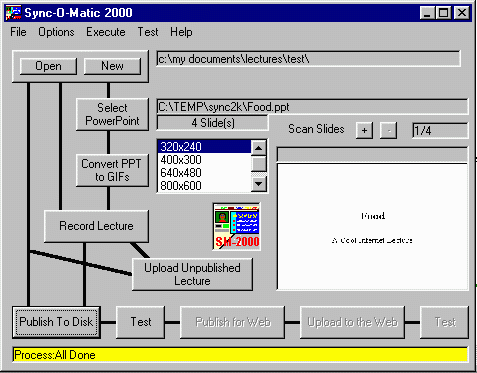 Sync-O-Matic 2000
File Options Execute Test Help
Open New
c:\my documents\lectures\test\
Select
PowerPoint
C:\TEMP\sync2k\Food.ppt
4 Slide(s)
Scan Slides + - 1/4
320x240
400x300
640x480
800x600
Convert PPT
to GIFs
Food
A Cool Internet Lecture
Record Lecture
SM-2000
Upload Unpublished
Lecture
Publish To Disk Test Publish for Web Upload to the Web Test
Process:All Done